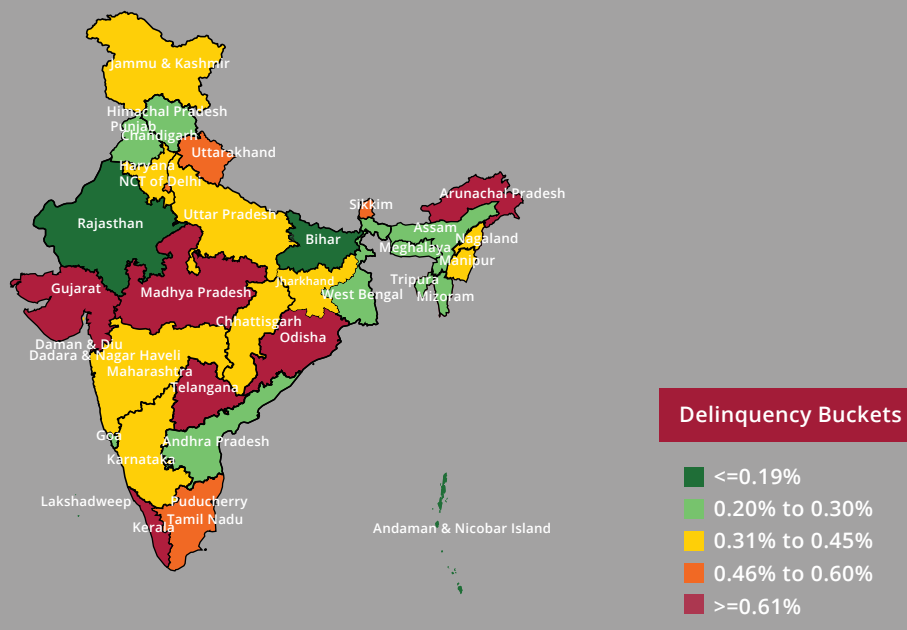 Jammu & Kashmir
Himachal Pradesh
Punjab
Chandigarh
Uttarakhand
Haryana
NCT of Delhi
Sikkim
Arunachal Pradesh
Rajasthan
Uttar Pradesh
Bihar
Assam
Nagaland
Meghalaya
Manipur
Gujarat
Madhya Pradesh
Jharkhand
West Bengal
Tripura
Mizoram
Chhattisgarh
Odisha
Daman & Diu
Dadara & Nagar Haveli
Maharashtra
Telangana
Goa
Andhra Pradesh
Karnataka
Lakshadweep
Puducherry
Tamil Nadu
Kerala
Andaman & Nicobar Island
Delinquency Buckets
<=0.19%
0.20% to 0.30%
0.31% to 0.45%
0.46% to 0.60%
>=0.61%